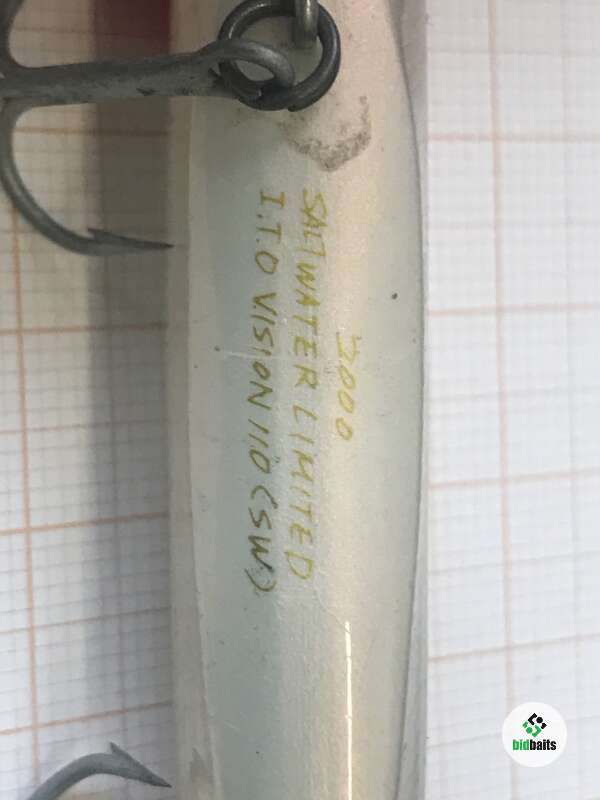 2000
SALTWATER LIMITED
I.T.O VISION 110 (SW)
bidbaits